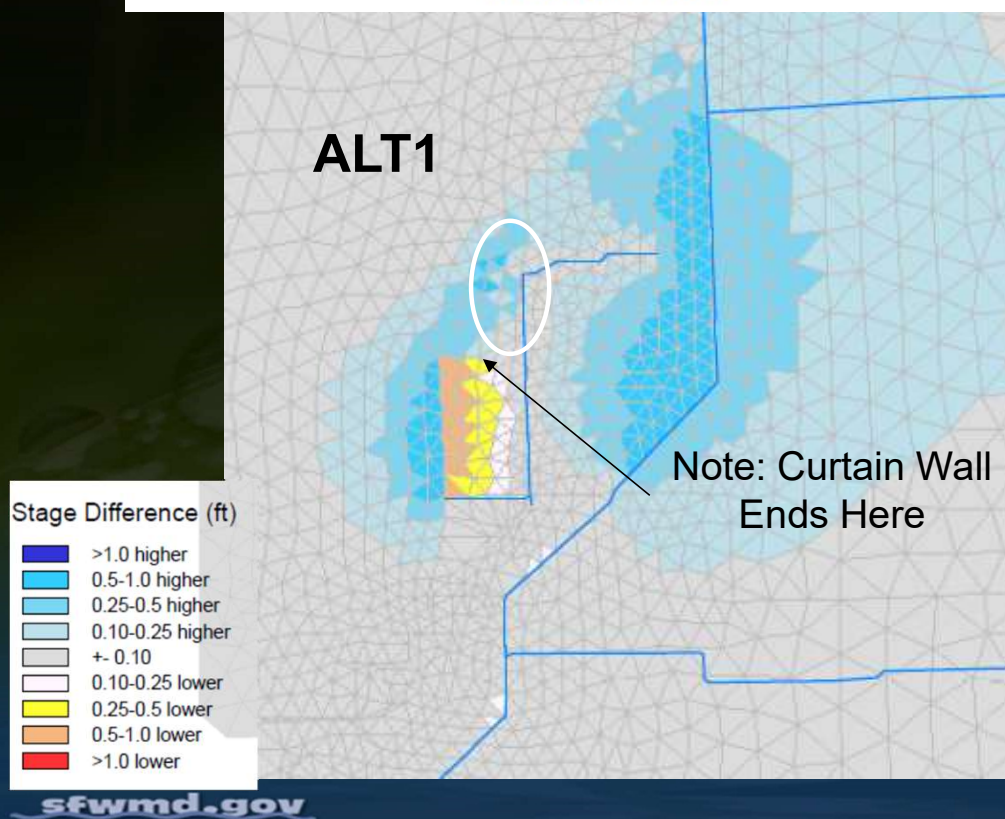 ALT1
Note: Curtain Wall
Ends Here
Stage Difference (ft)
>1.0 higher
0.5-1.0 higher
0.25-0.5 higher
0.10-0.25 higher
+- 0.10
0.10-0.25 lower
0.25-0.5 lower
0.5-1.0 lower
>1.0 lower
sfwmd.gov